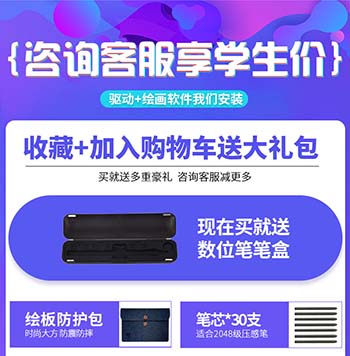 {咨询客服享学生价}
驱动+绘画软件我们安装
收藏+加入购物车送大礼包
买就送多重豪礼 咨询客服减更多
现在买就送
数位笔笔盒
绘板防护包
时尚大方 防震防摔
笔芯*30支
适合2048级压感笔